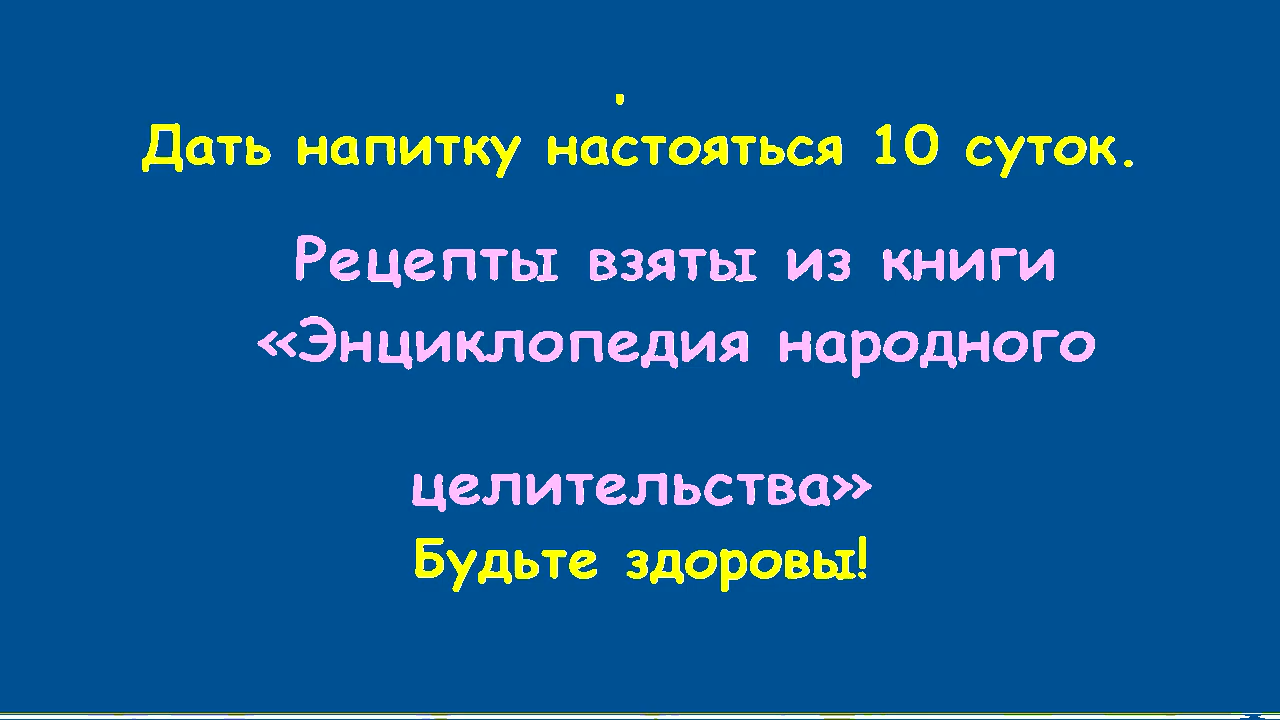 Дать напитку настояться 10 суток.
Рецепты взяты из книги
«Энциклопедия народного
целительства»
Будьте здоровы!